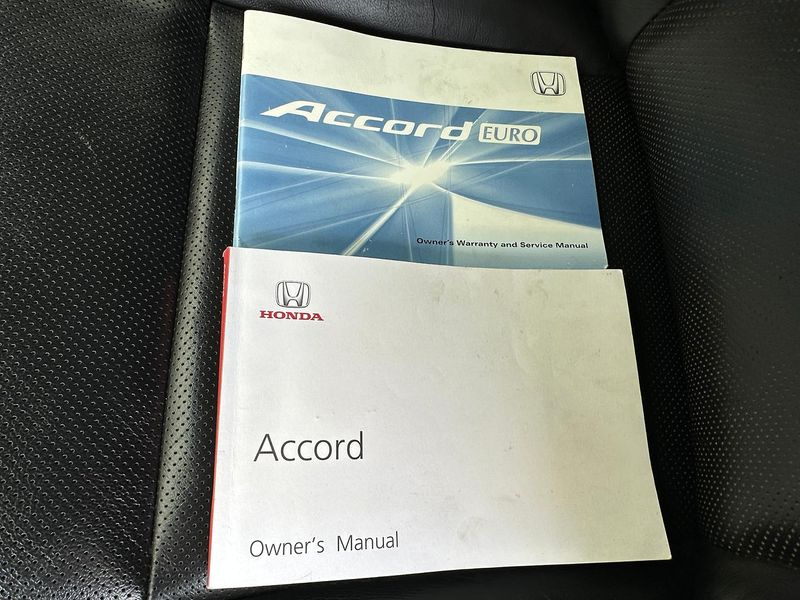 Accord EURO
Owner's Warranty and Service Manual
HONDA
Accord
Owner's Manual